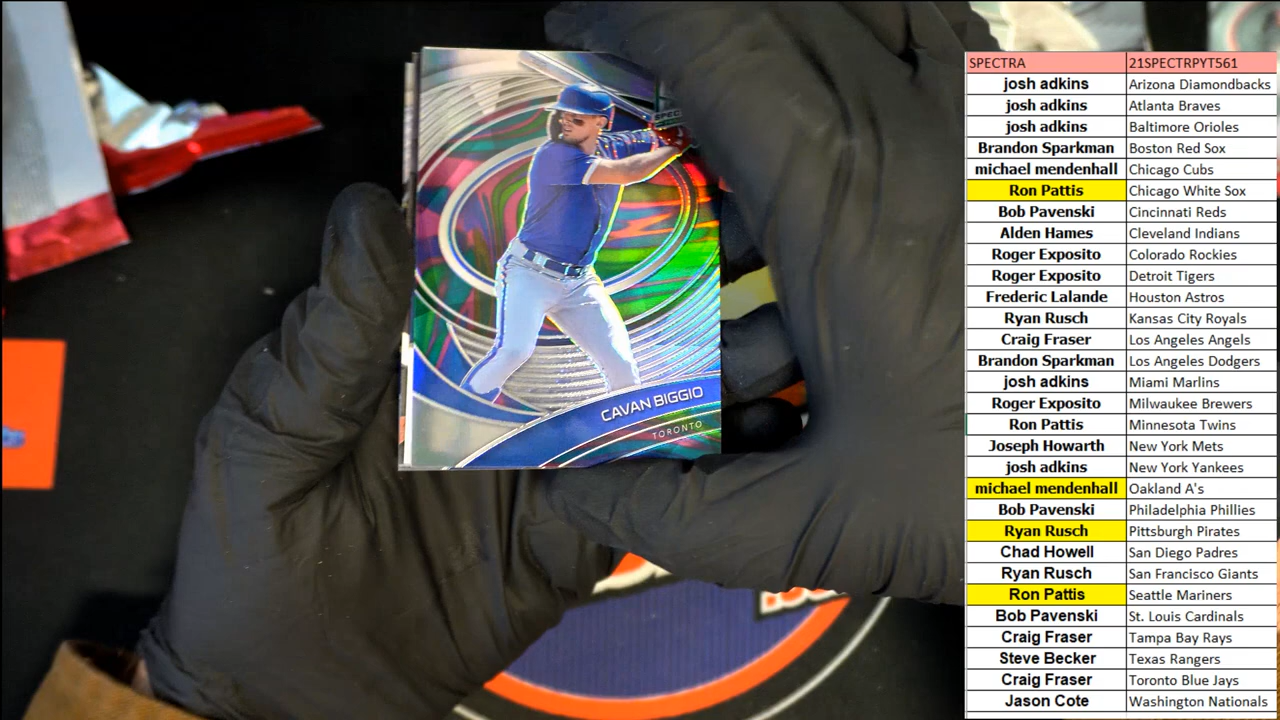 CAVAN BIGGIO
TORONTO
SPECTRA 21SPECTRPYT561
josh adkins Arizona Diamondbacks
josh adkins Atlanta Braves
josh adkins Baltimore Orioles
Brandon Sparkman Boston Red Sox
michael mendenhall Chicago Cubs
Ron Pattis Chicago White Sox
Bob Pavenski Cincinnati Reds
Alden Hames Cleveland Indians
Roger Exposito Colorado Rockies
Roger Exposito Detroit Tigers
Frederic Lalande Houston Astros
Ryan Rusch Kansas City Royals
Craig Fraser Los Angeles Angels
Brandon Sparkman Los Angeles Dodgers
josh adkins Miami Marlins
Roger Exposito Milwaukee Brewers
Ron Pattis Minnesota Twins
Joseph Howarth New York Mets
josh adkins New York Yankees
michael mendenhall Oakland A's
Bob Pavenski Philadelphia Phillies
Ryan Rusch Pittsburgh Pirates
Chad Howell San Diego Padres
Ryan Rusch San Francisco Giants
Ron Pattis Seattle Mariners
Bob Pavenski St. Louis Cardinals
Craig Fraser Tampa Bay Rays
Steve Becker Texas Rangers
Craig Fraser Toronto Blue Jays
Jason Cote Washington Nationals